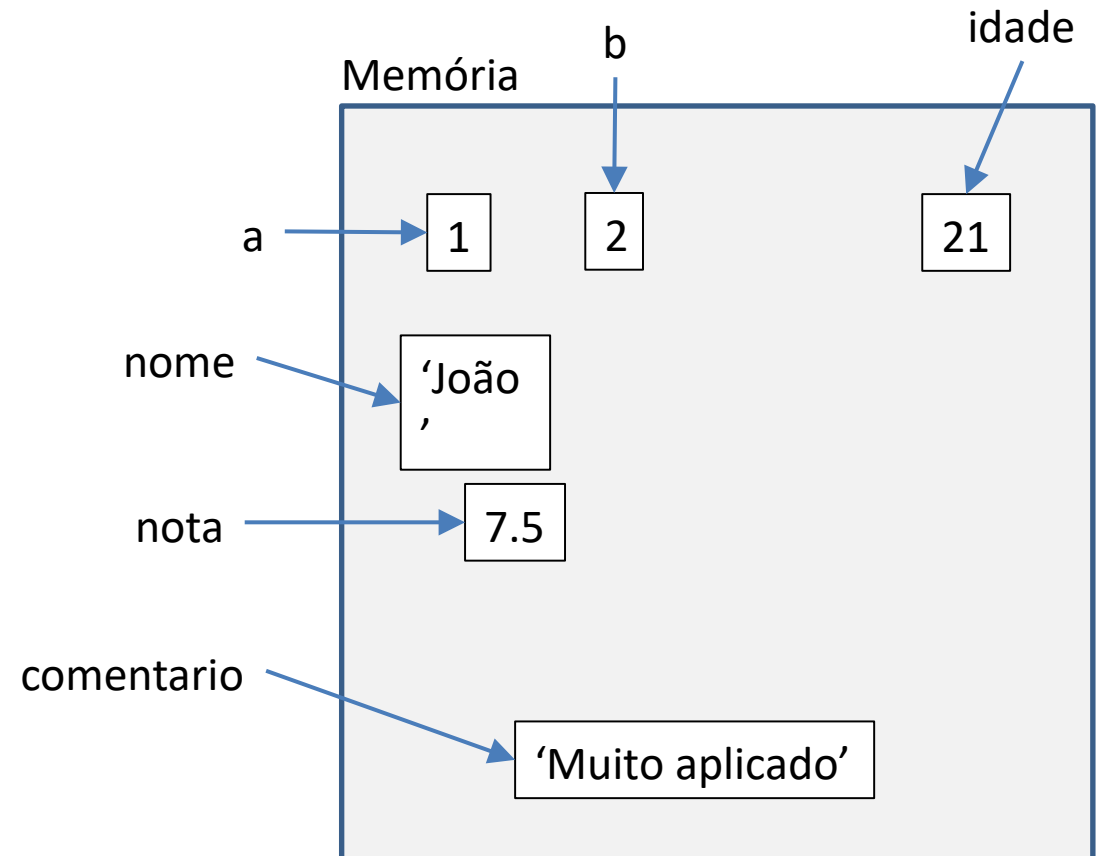 idade
b
Memória
a
1
2
21
nome
‘João
’
nota
7.5
comentario
‘Muito aplicado’